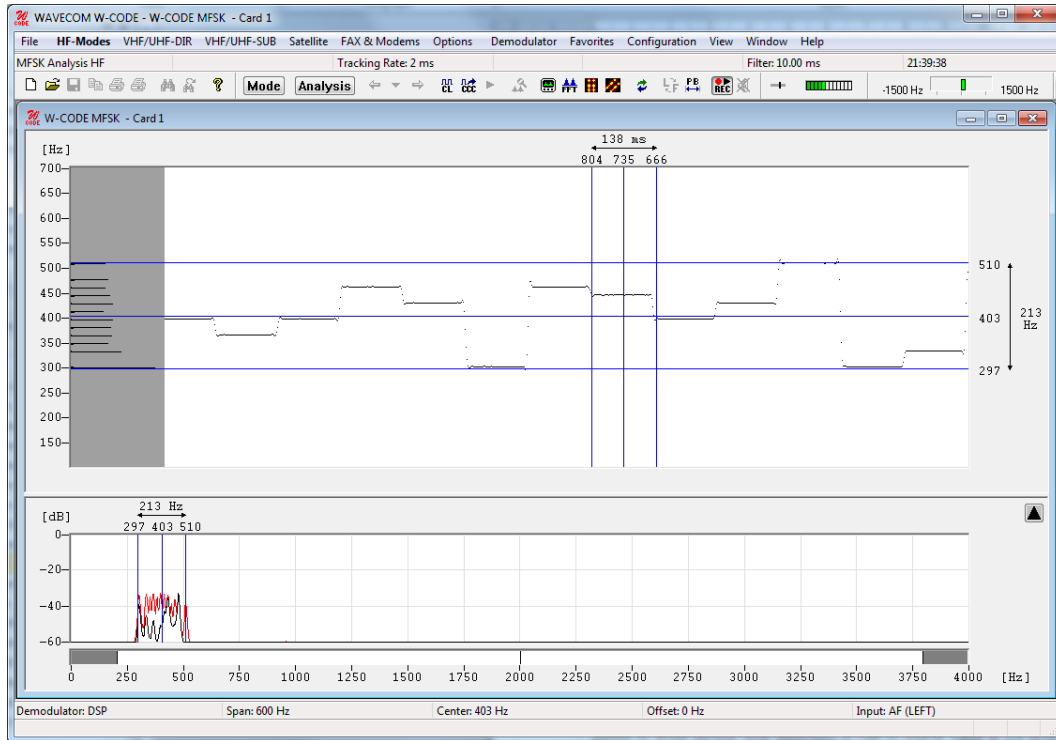 WAVECOM W-CODE - W-CODE MFSK - Card 1
File HF-Modes VHF/UHF-DIR VHF/UHF-SUB Satellite FAX & Modems Options Demodulator Favorites Configuration View Window Help
MFSK Analysis HF Tracking Rate: 2 ms Filter: 10.00 ms 21:39:38
Mode Analysis CL CCC FFT L:F PB REC -1500 Hz 1500 Hz
W-CODE MFSK - Card 1
138 ms
[Hz] 804 735 666
700
650
600
550
500 510
450
400 403 213 Hz
350
300 297
250
200
150
213 Hz
[dB] 297 403 510
0
-20
-40
-60
0 250 500 750 1000 1250 1500 1750 2000 2250 2500 2750 3000 3250 3500 3750 4000 [Hz]
Demodulator: DSP Span: 600 Hz Center: 403 Hz Offset: 0 Hz Input: AF (LEFT)